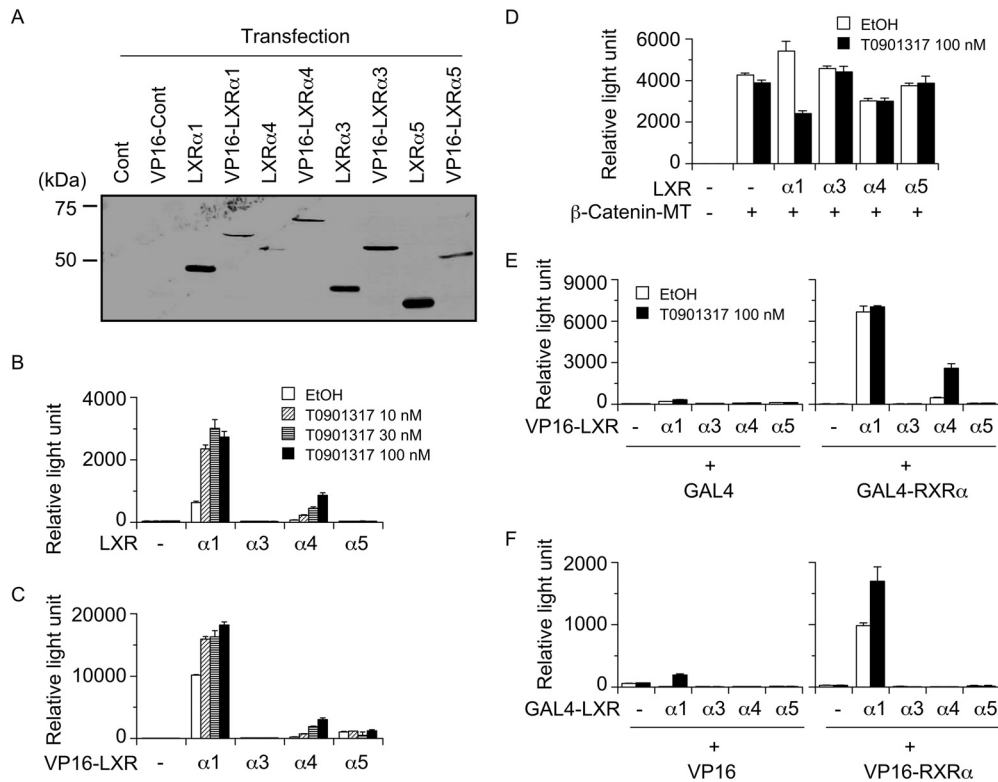 A
Transfection
Cont
VP16-Cont
LXRα1
VP16-LXRα1
LXRα4
VP16-LXRα4
LXRα3
VP16-LXRα3
LXRα5
VP16-LXRα5
(kDa)
75
50
B
Relative light unit
4000
2000
0
EtOH
T0901317 10 nM
T0901317 30 nM
T0901317 100 nM
LXR - α1 α3 α4 α5
C
Relative light unit
20000
10000
0
VP16-LXR - α1 α3 α4 α5
D
Relative light unit
6000
4000
2000
0
EtOH
T0901317 100 nM
LXR - - α1 α3 α4 α5
β-Catenin-MT - + + + + +
E
Relative light unit
9000
6000
3000
0
EtOH
T0901317 100 nM
VP16-LXR - α1 α3 α4 α5 - α1 α3 α4 α5
+ +
GAL4 GAL4-RXRα
F
Relative light unit
2000
1000
0
GAL4-LXR - α1 α3 α4 α5 - α1 α3 α4 α5
+ +
VP16 VP16-RXRα